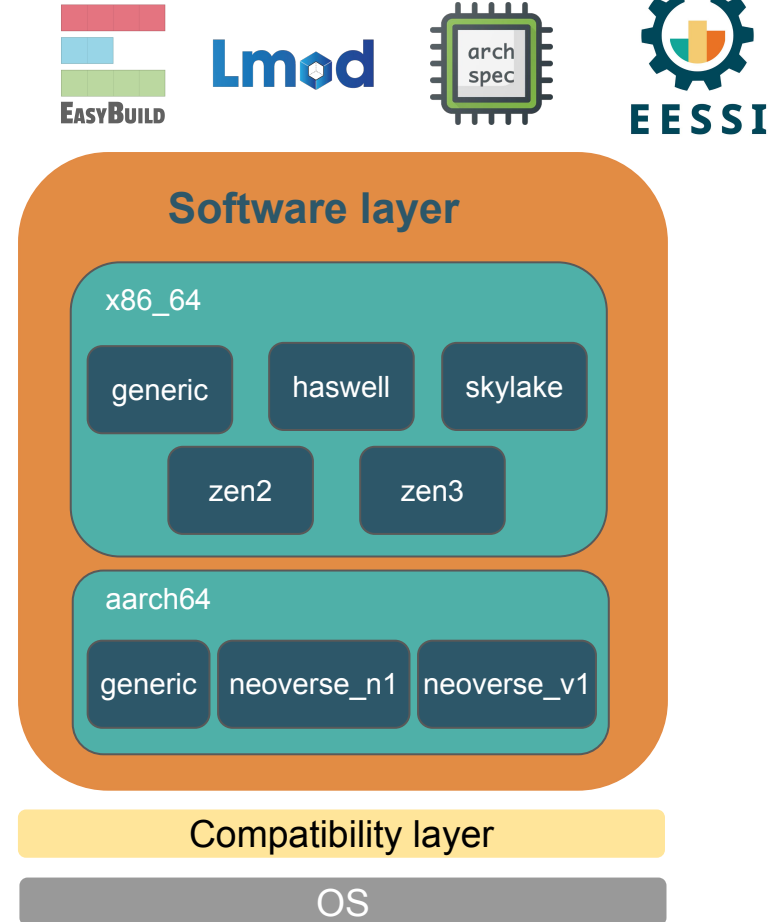 EASYBUILD
Lmod
arch
spec
EESSI
Software layer
x86_64
generic haswell skylake
zen2 zen3
aarch64
generic neoverse_n1 neoverse_v1
Compatibility layer
OS